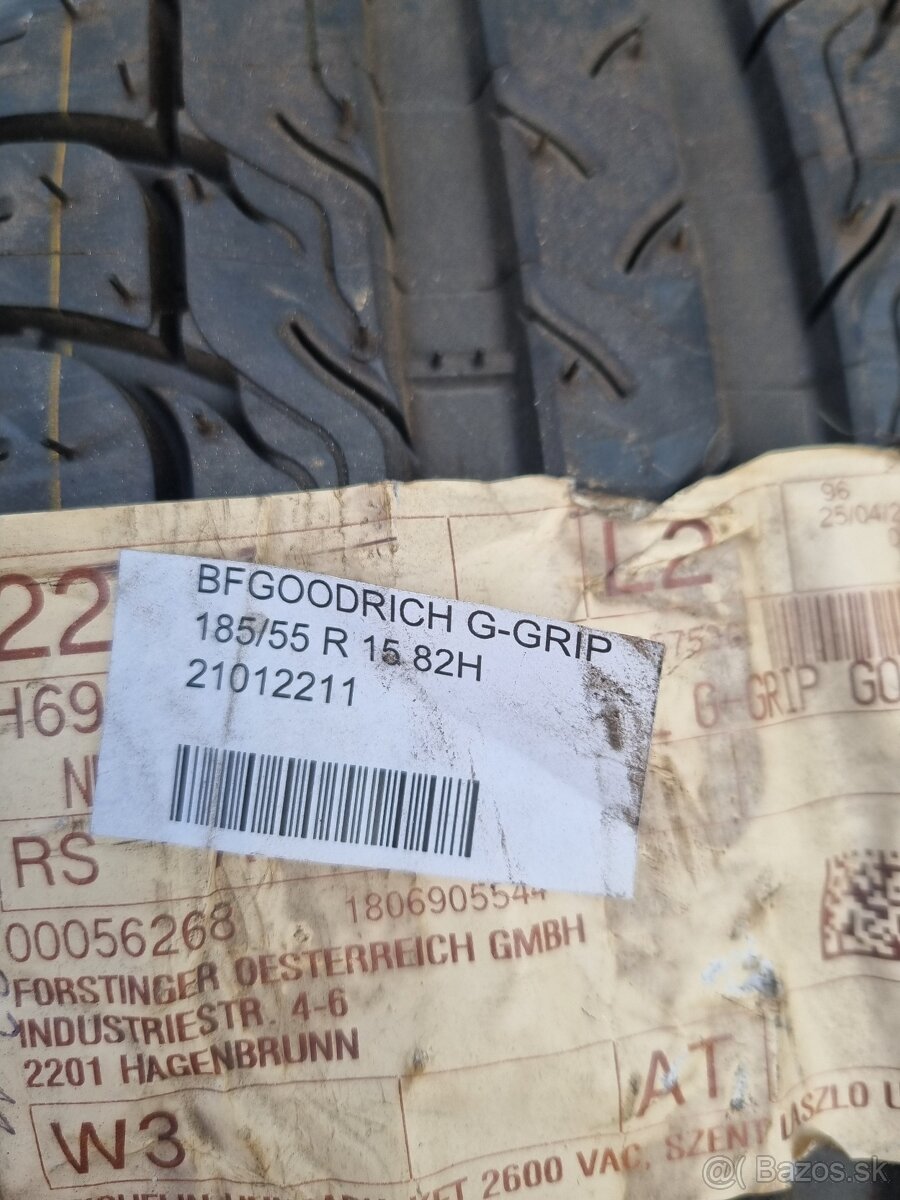 96
25/04/2
22
L2
BFGOODRICH G-GRIP
185/55 R 15 82H
21012211
H69
G-GRIP GO
RS
1806905544
00056268
FORSTINGER OESTERREICH GMBH
INDUSTRIESTR. 4-6
2201 HAGENBRUNN
AT
W3
2600 VAC, SZENT LASZLO U
Bazos.sk